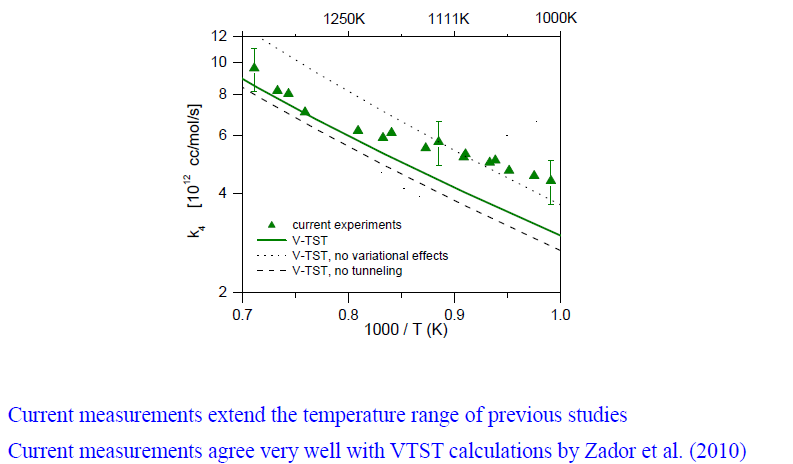 1250K 1111K 1000K
12
10
8
6
4
2
k4 [10^12 cc/mol/s]
current experiments
V-TST
V-TST, no variational effects
V-TST, no tunneling
0.7 0.8 0.9 1.0
1000 / T (K)
Current measurements extend the temperature range of previous studies
Current measurements agree very well with VTST calculations by Zador et al. (2010)